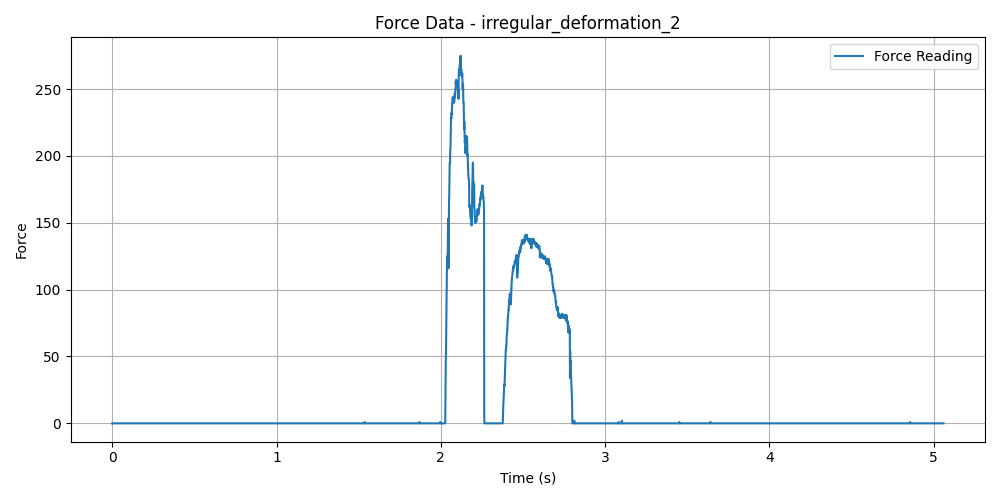 Force Data - irregular_deformation_2
Force Reading
250
200
150
100
50
0
Force
0 1 2 3 4 5
Time (s)